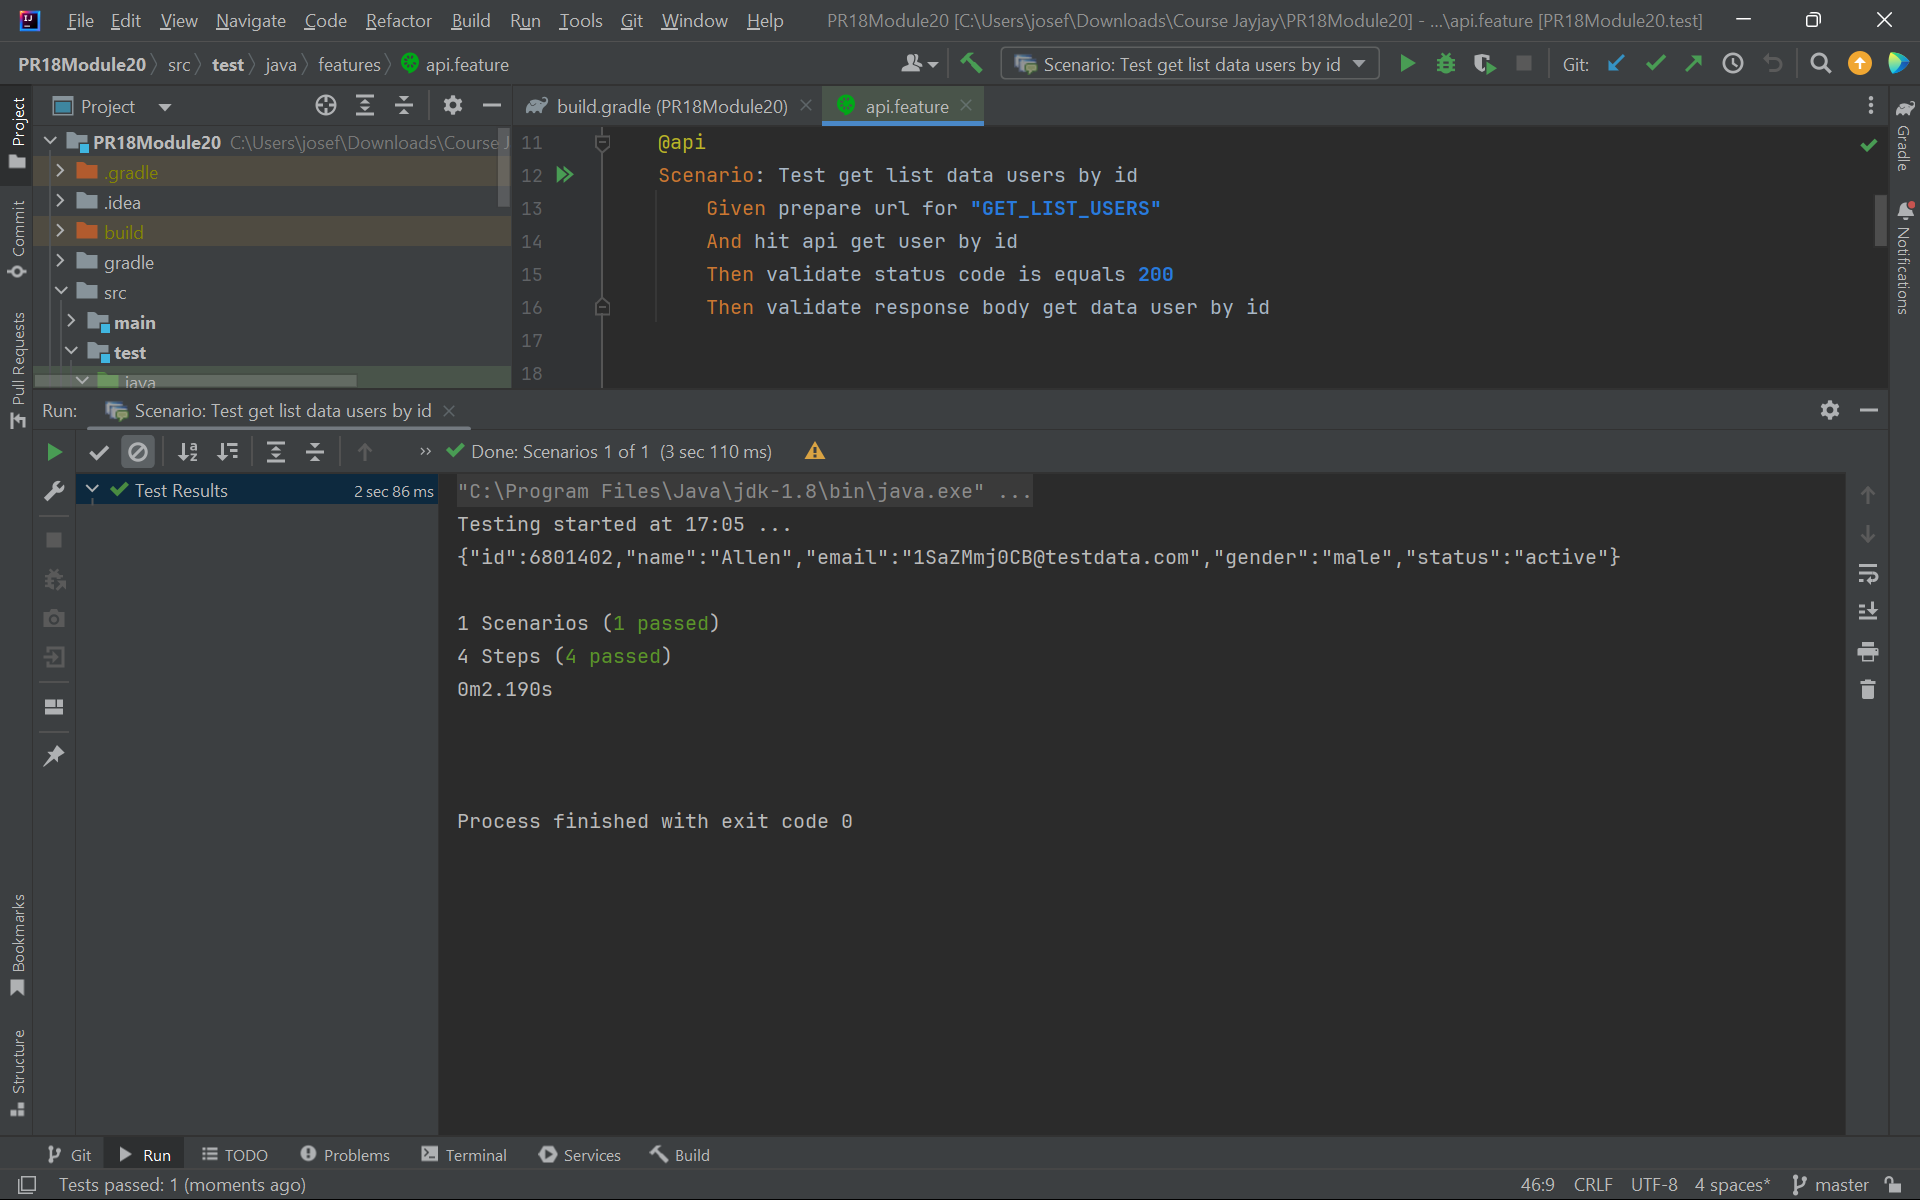 File Edit View Navigate Code Refactor Build Run Tools Git Window Help PR18Module20 [C:\Users\josef\Downloads\Course Jayjay\PR18Module20] - ...\api.feature [PR18Module20.test]
PR18Module20 src test java features api.feature Scenario: Test get list data users by id Git:
Project build.gradle (PR18Module20) api.feature
PR18Module20 C:\Users\josef\Downloads\Course J
.gradle
.idea
build
gradle
src
main
test
java
11 @api
12 Scenario: Test get list data users by id
13 Given prepare url for "GET_LIST_USERS"
14 And hit api get user by id
15 Then validate status code is equals 200
16 Then validate response body get data user by id
17
18
Project
Commit
Pull Requests
Bookmarks
Structure
Gradle
Notifications
Run: Scenario: Test get list data users by id
Done: Scenarios 1 of 1 (3 sec 110 ms)
Test Results 2 sec 86 ms
"C:\Program Files\Java\jdk-1.8\bin\java.exe" ...
Testing started at 17:05 ...
{"id":6801402,"name":"Allen","email":"1SaZMmj0CB@testdata.com","gender":"male","status":"active"}
1 Scenarios (1 passed)
4 Steps (4 passed)
0m2.190s
Process finished with exit code 0
Git Run TODO Problems Terminal Services Build
Tests passed: 1 (moments ago) 46:9 CRLF UTF-8 4 spaces* master